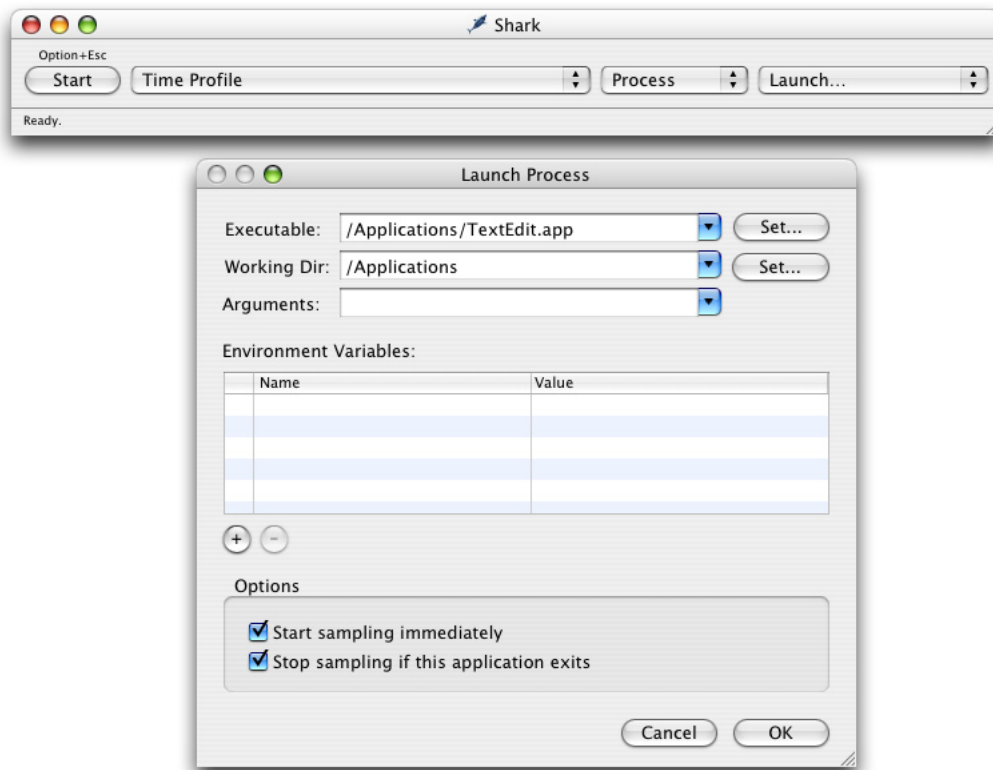 Shark
Option+Esc
Start Time Profile Process Launch...
Ready.
Launch Process
Executable: /Applications/TextEdit.app Set...
Working Dir: /Applications Set...
Arguments:
Environment Variables:
Name Value
+ -
Options
Start sampling immediately
Stop sampling if this application exits
Cancel OK